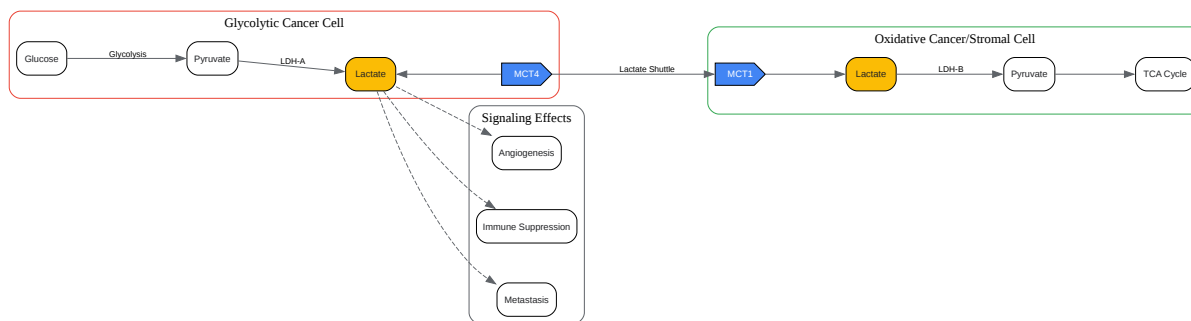 Glycolytic Cancer Cell
Glucose
Glycolysis
Pyruvate
LDH-A
Lactate
MCT4
Lactate Shuttle
Oxidative Cancer/Stromal Cell
MCT1
Lactate
LDH-B
Pyruvate
TCA Cycle
Signaling Effects
Angiogenesis
Immune Suppression
Metastasis